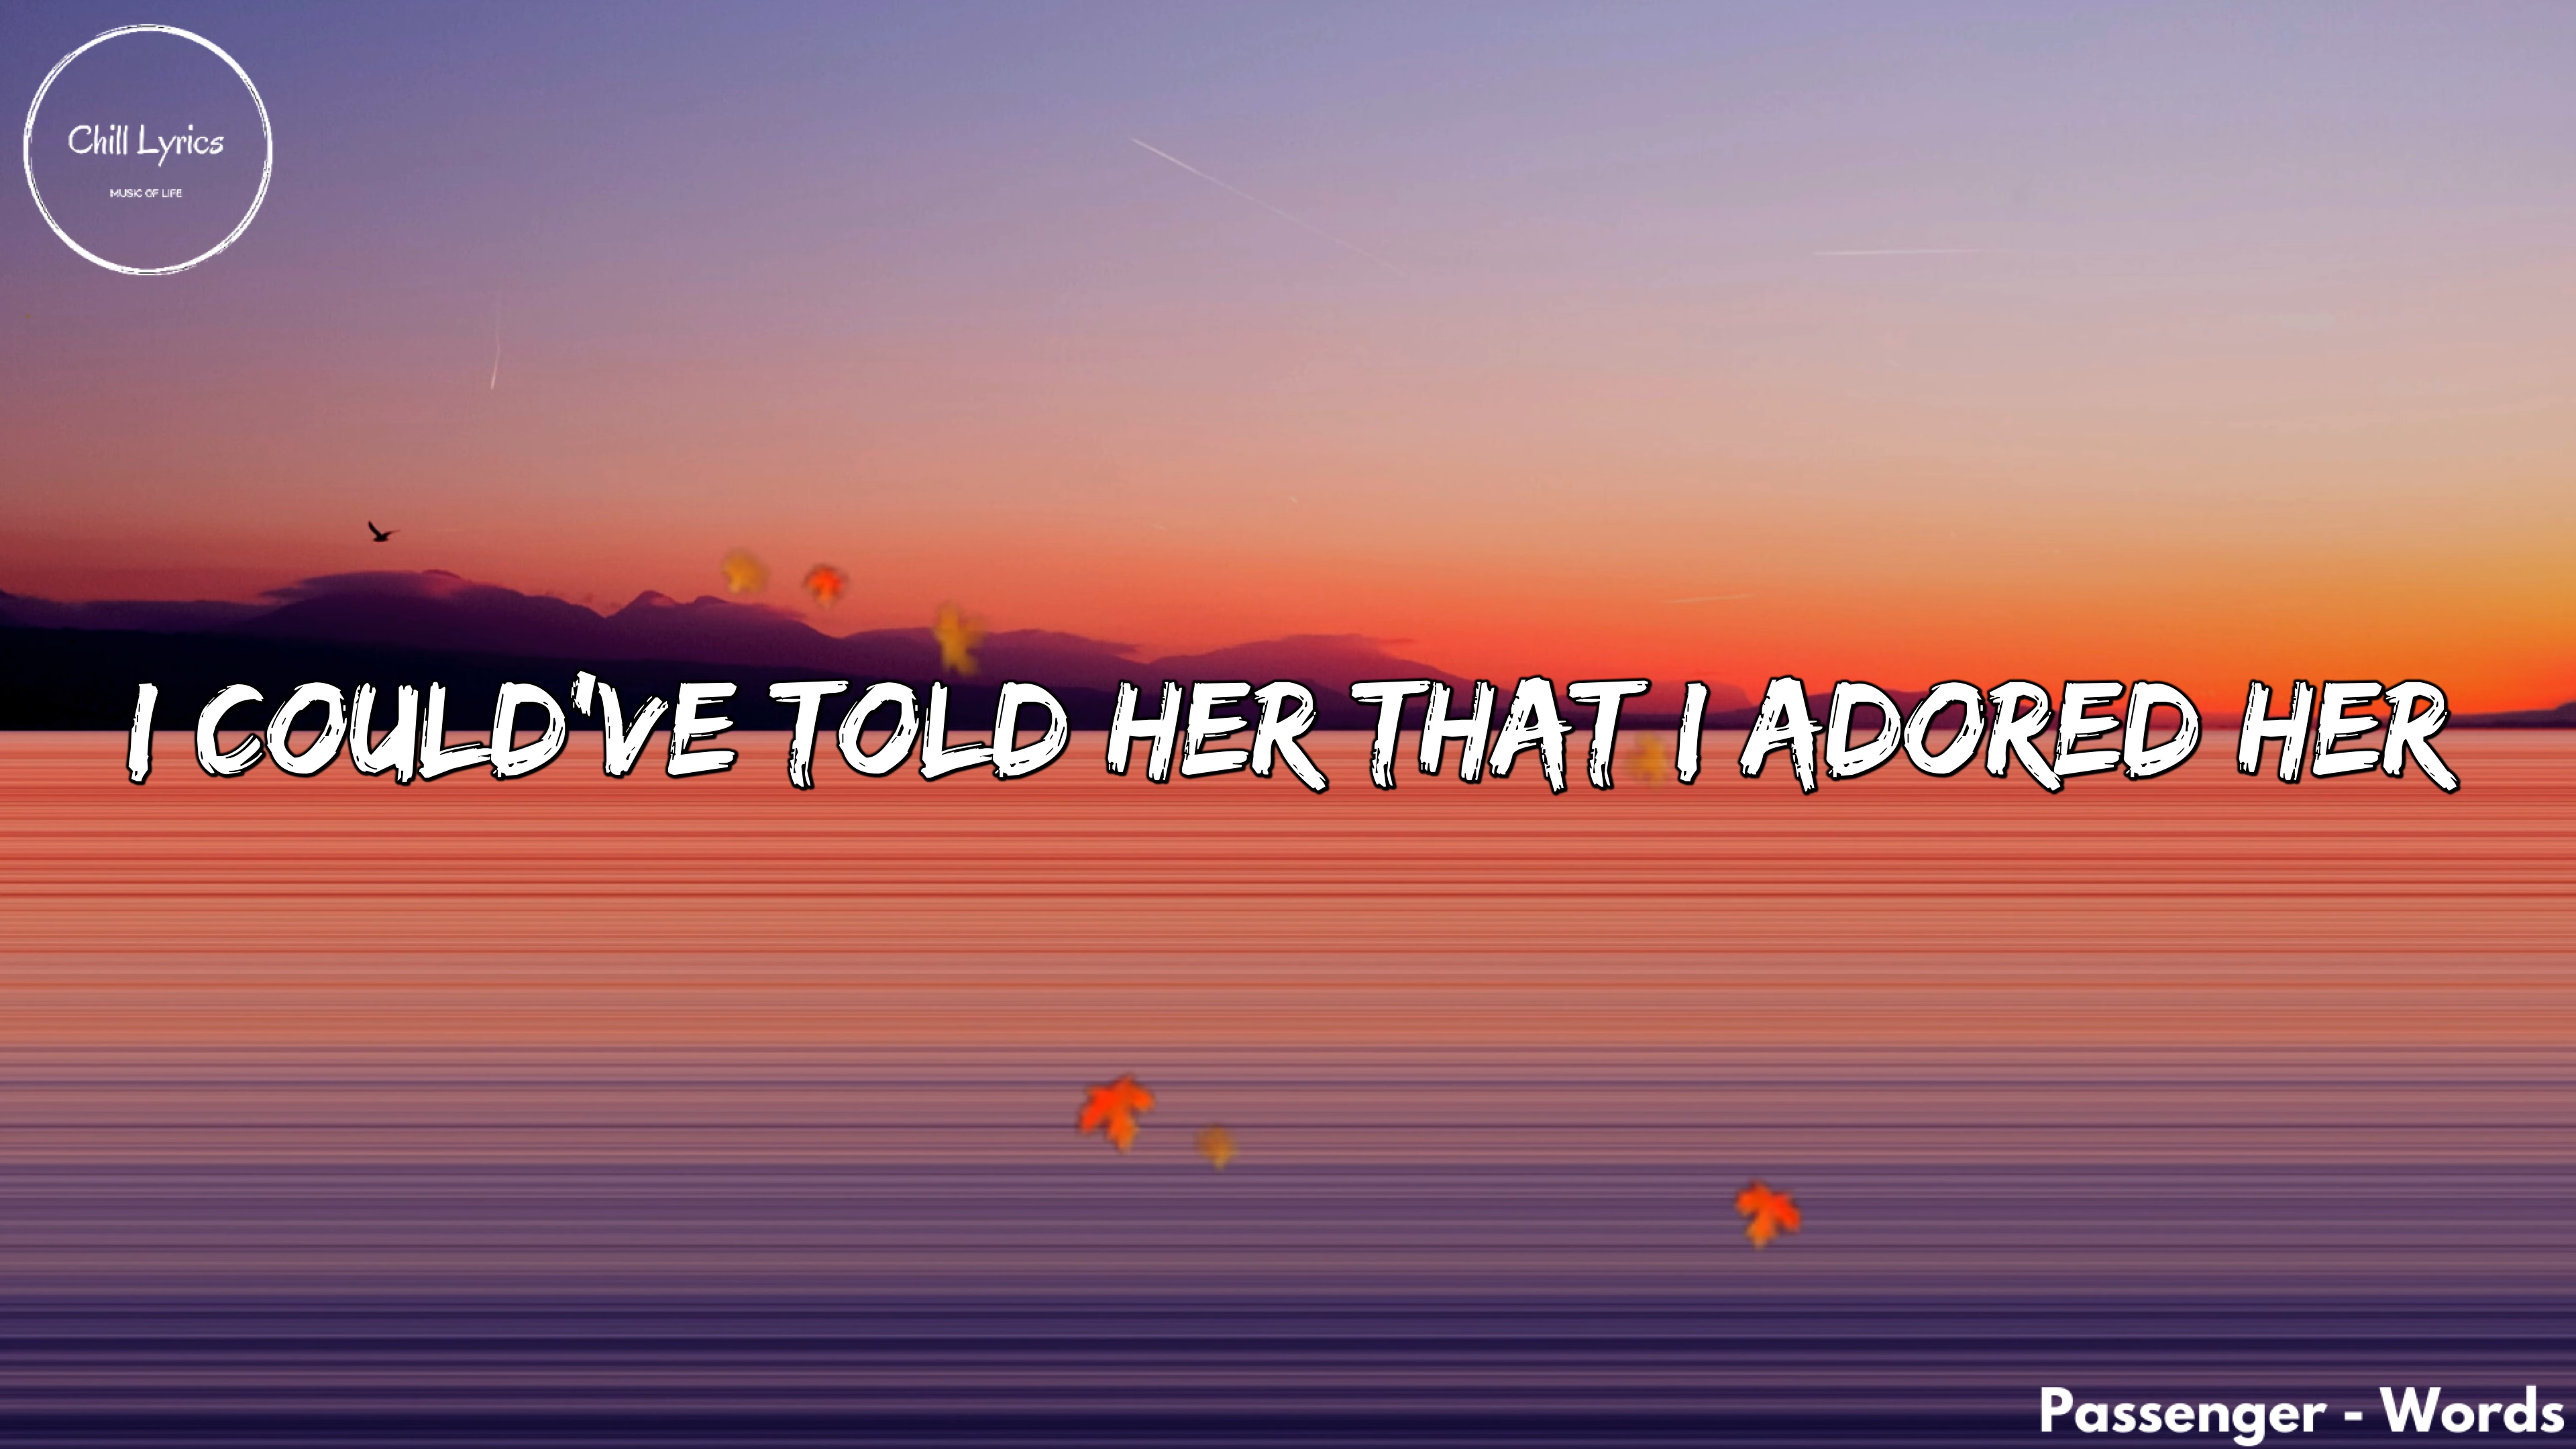 Chill Lyrics
MUSIC OF LIFE
I COULD'VE TOLD HER THAT I ADORED HER
Passenger - Words